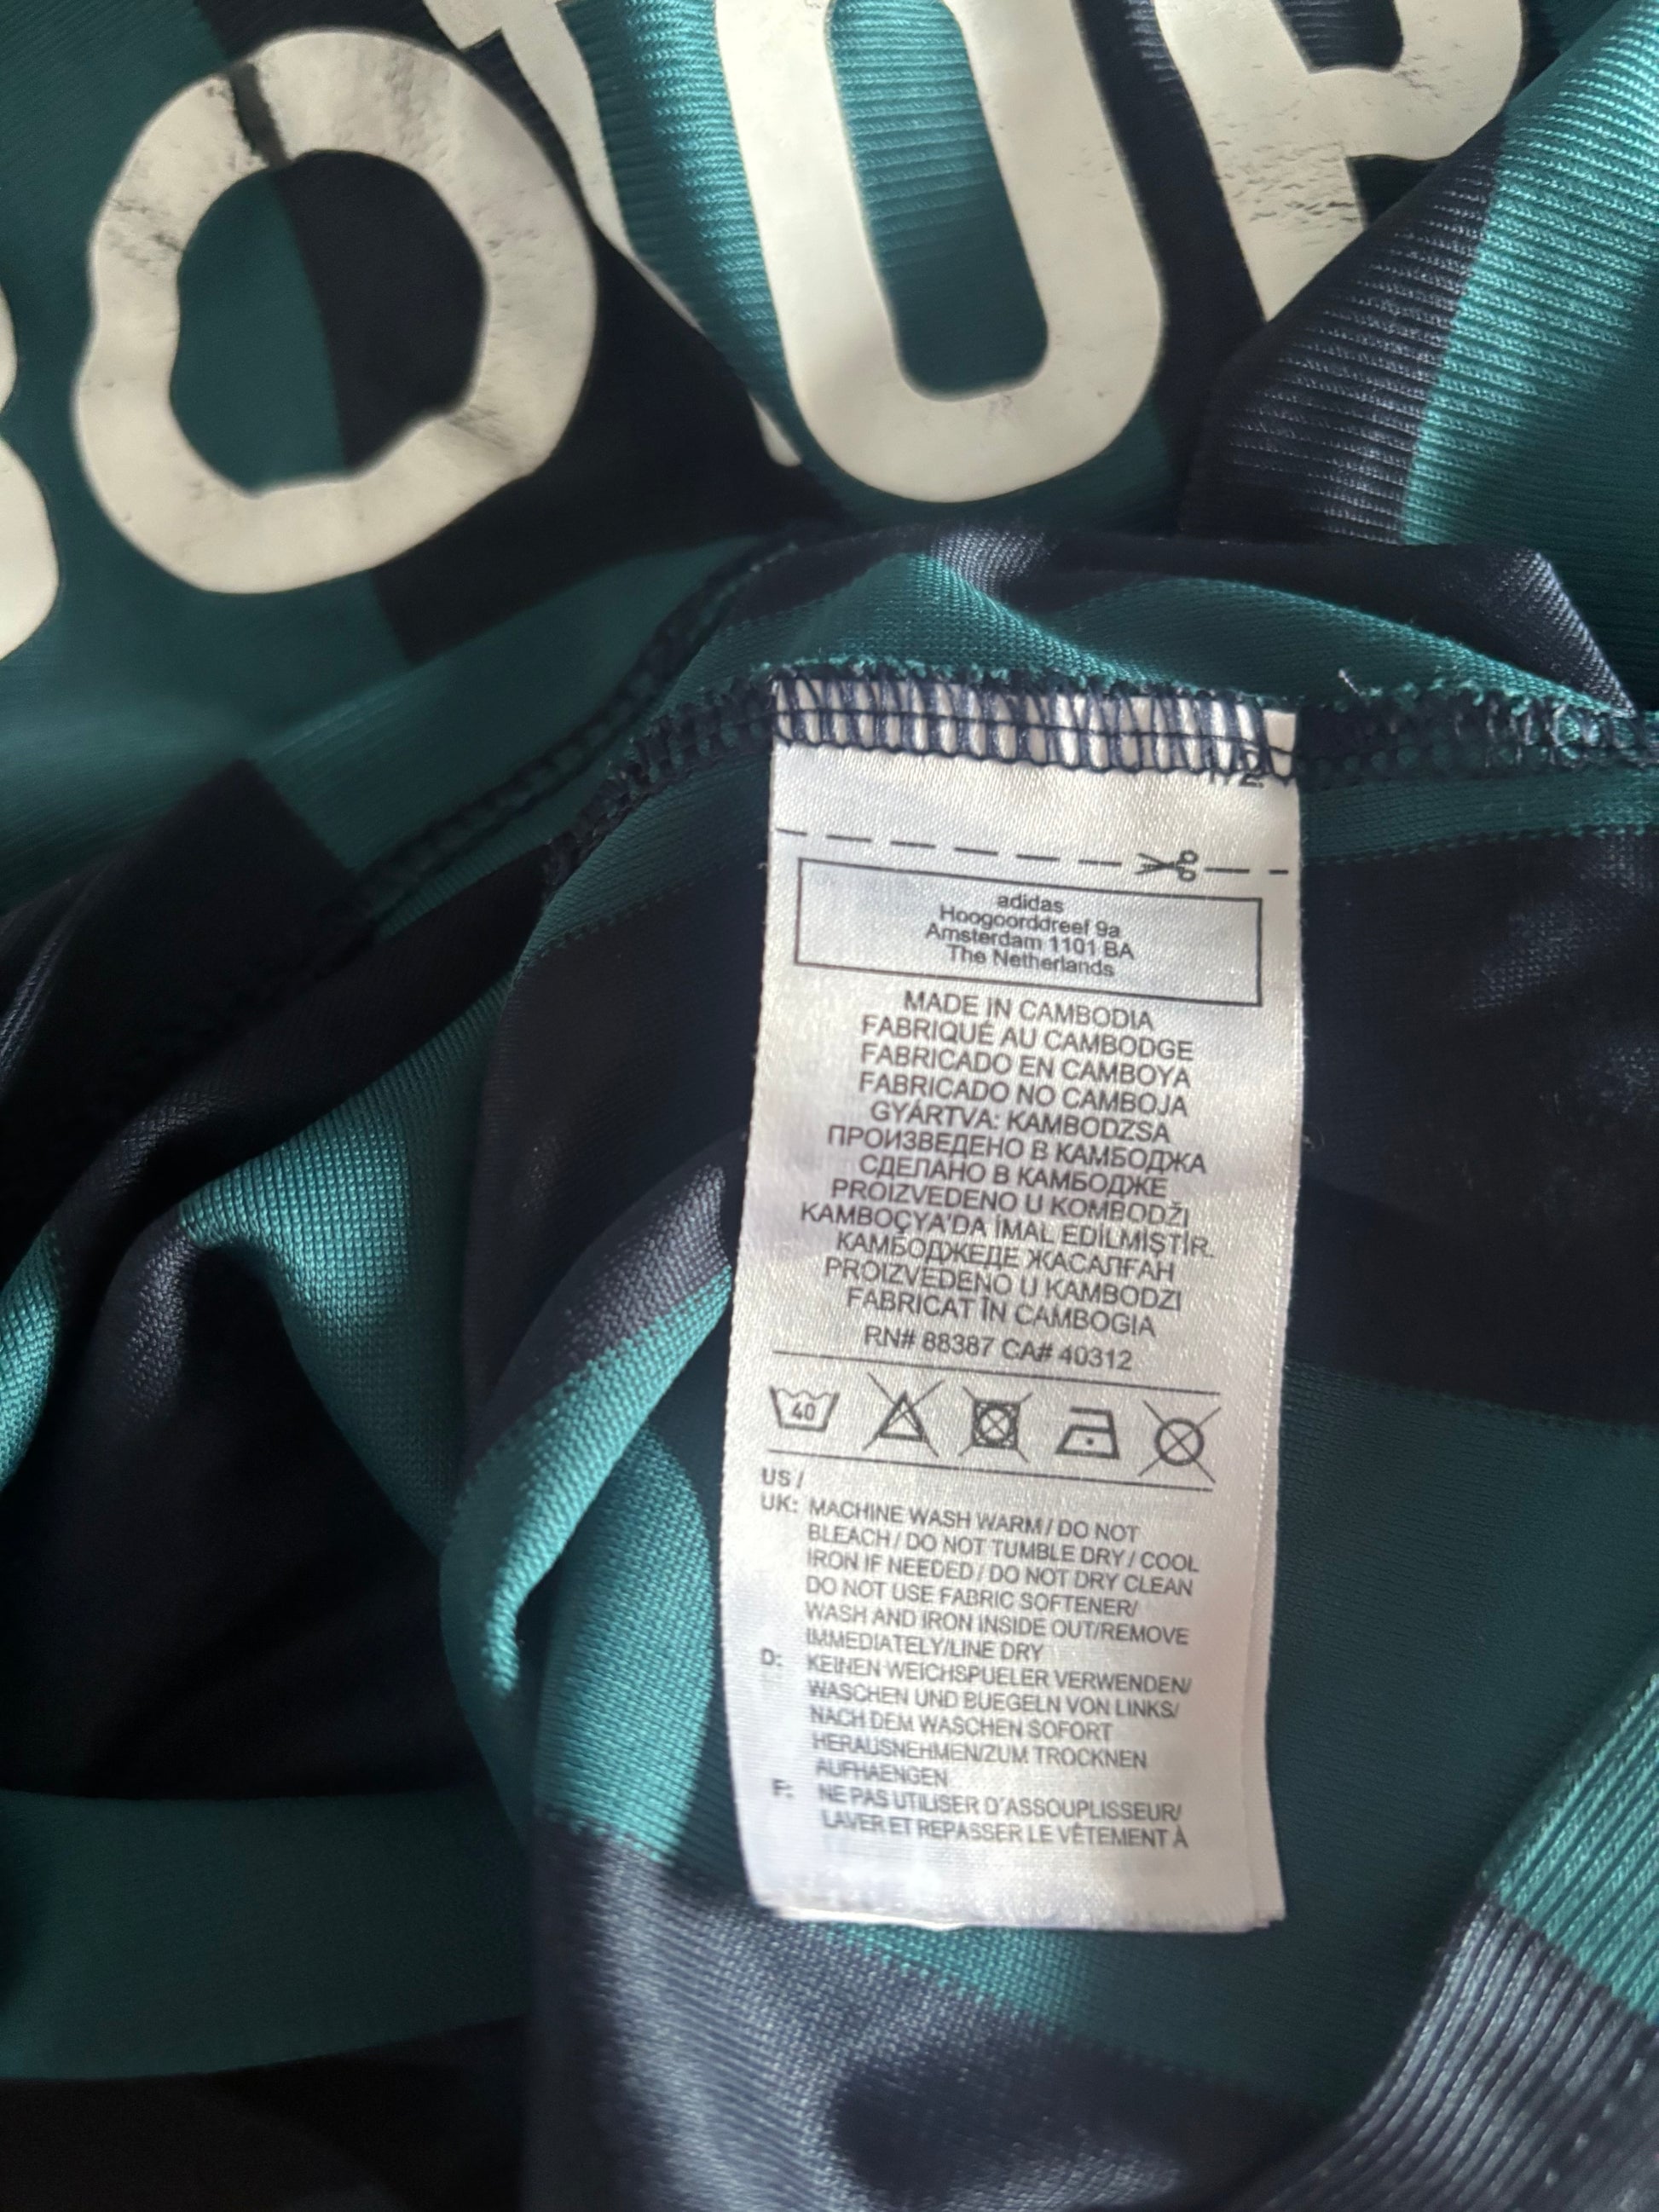 1/2.
adidas
Hoogoorddreef 9a
Amsterdam 1101 BA
The Netherlands
MADE IN CAMBODIA
FABRIQUÉ AU CAMBODGE
FABRICADO EN CAMBOYA
FABRICADO NO CAMBOJA
GYÁRTVA: KAMBODZSA
ПРОИЗВЕДЕНО В КАМБОДЖА
СДЕЛАНО В КАМБОДЖЕ
PROIZVEDENO U KOMBODŽI
KAMBOÇYA'DA İMAL EDİLMİŞTİR.
КАМБОДЖЕДЕ ЖАСАЛҒАН
PROIZVEDENO U KAMBODZI
FABRICAT ÎN CAMBOGIA
RN# 88387 CA# 40312
40
US /
UK: MACHINE WASH WARM / DO NOT
BLEACH / DO NOT TUMBLE DRY / COOL
IRON IF NEEDED / DO NOT DRY CLEAN
DO NOT USE FABRIC SOFTENER/
WASH AND IRON INSIDE OUT/REMOVE
IMMEDIATELY/LINE DRY
D: KEINEN WEICHSPUELER VERWENDEN/
WASCHEN UND BUEGELN VON LINKS/
NACH DEM WASCHEN SOFORT
HERAUSNEHMEN/ZUM TROCKNEN
AUFHAENGEN
F: NE PAS UTILISER D'ASSOUPLISSEUR/
LAVER ET REPASSER LE VÊTEMENT À